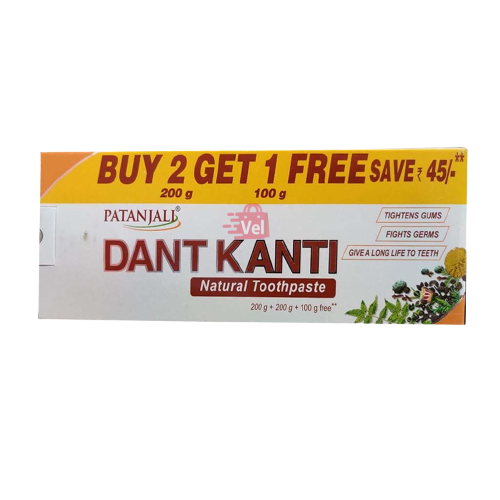 BUY 2 GET 1 FREE SAVE ₹ 45/-**
200 g 100 g
PATANJALI
Vel
DANT KANTI
Natural Toothpaste
200 g + 200 g + 100 g free**
TIGHTENS GUMS
FIGHTS GERMS
GIVE A LONG LIFE TO TEETH